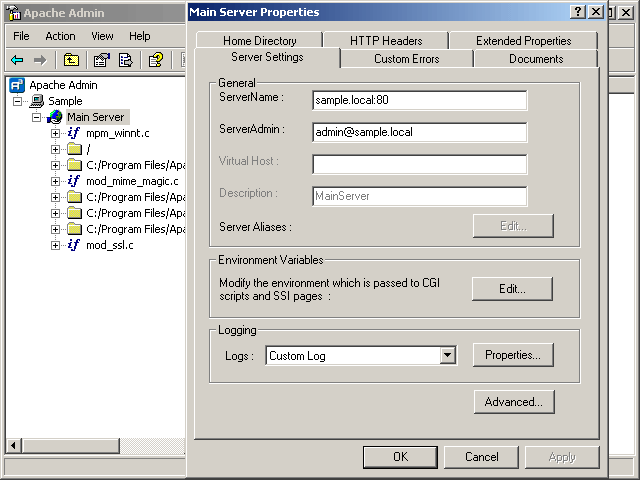 Apache Admin
File Action View Help
Apache Admin
Sample
Main Server
mpm_winnt.c
/
C:/Program Files/Apa
mod_mime_magic.c
C:/Program Files/Apa
C:/Program Files/Apa
C:/Program Files/Apa
mod_ssl.c
Main Server Properties
Home Directory HTTP Headers Extended Properties
Server Settings Custom Errors Documents
General
ServerName : sample.local:80
ServerAdmin : admin@sample.local
Virtual Host :
Description : MainServer
Server Aliases : Edit...
Environment Variables
Modify the environment which is passed to CGI
scripts and SSI pages : Edit...
Logging
Logs : Custom Log Properties...
Advanced...
OK Cancel Apply